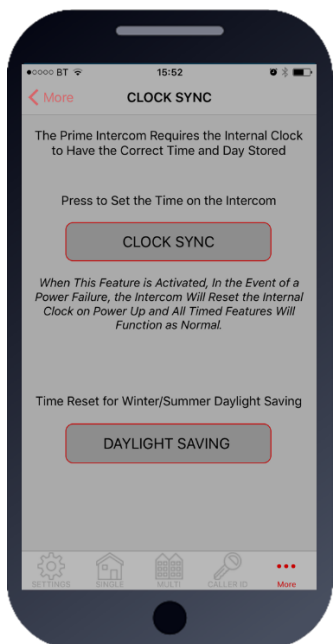 BT 15:52
More CLOCK SYNC
The Prime Intercom Requires the Internal Clock
to Have the Correct Time and Day Stored
Press to Set the Time on the Intercom
CLOCK SYNC
When This Feature is Activated, In the Event of a
Power Failure, the Intercom Will Reset the Internal
Clock on Power Up and All Timed Features Will
Function as Normal.
Time Reset for Winter/Summer Daylight Saving
DAYLIGHT SAVING
SETTINGS SINGLE MULTI CALLER ID More